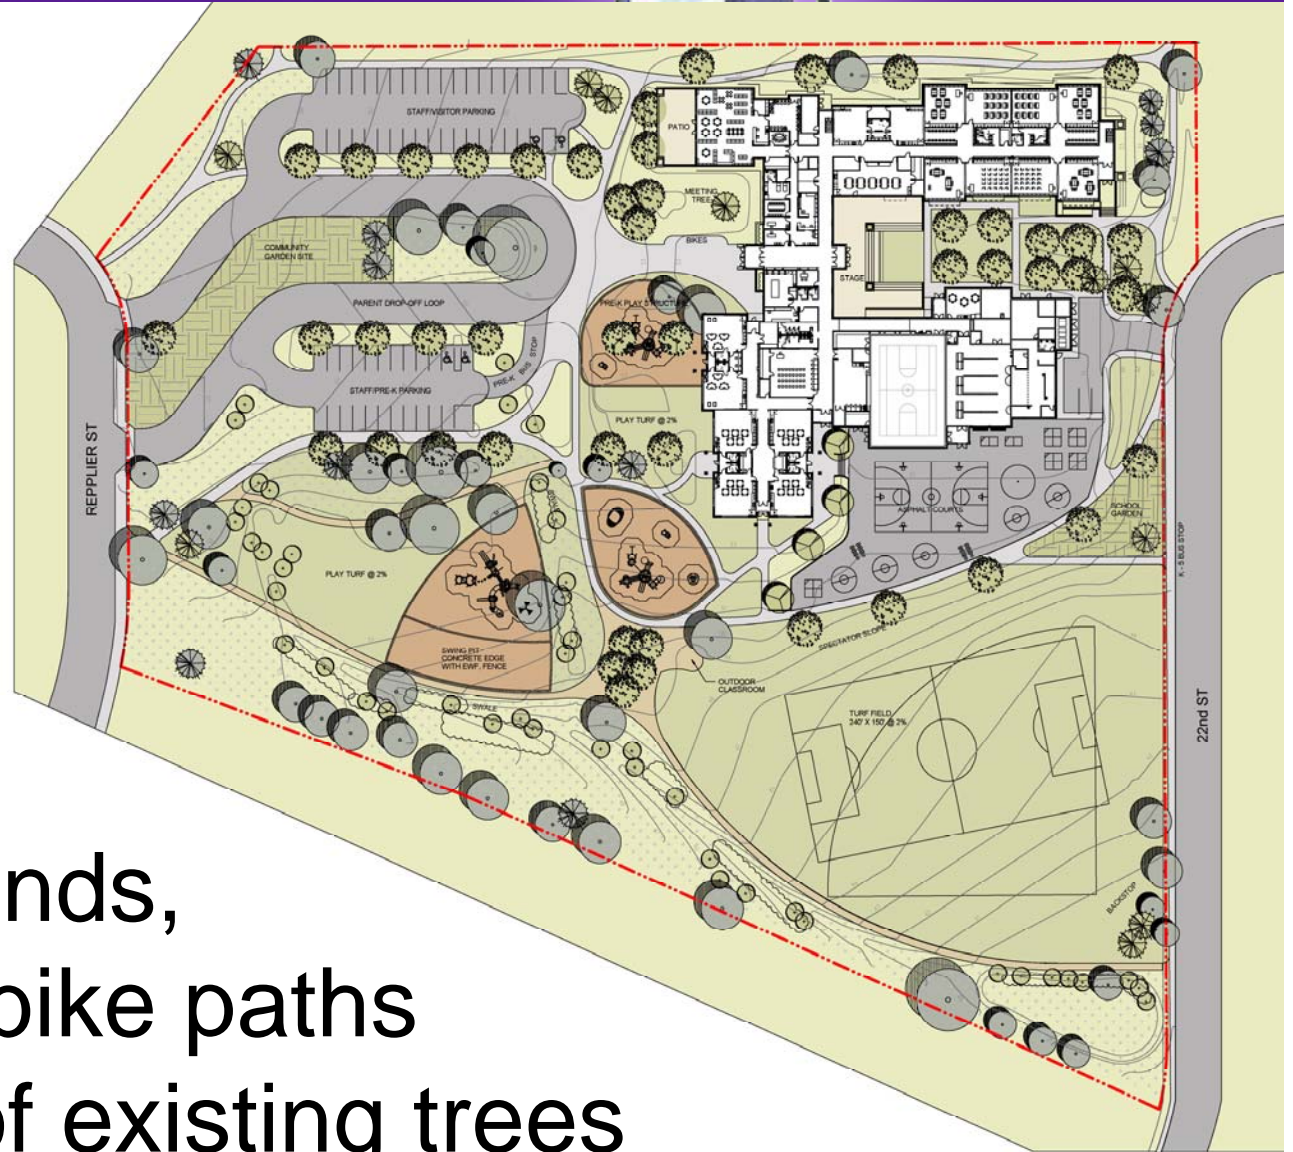 STAFF/VISITOR PARKING
PATIO
MEETING
TREE
BIKES
COMMUNITY
GARDEN SITE
STAGE
PARENT DROP-OFF LOOP
PRE-K PLAY STRUCTURE
PRE-K BUS STOP
STAFF/PRE-K PARKING
PLAY TURF @ 2%
REPPLIER ST
ASPHALT COURTS
SCHOOL
GARDEN
K - 5 BUS STOP
PLAY TURF @ 2%
SPECTATOR SLOPE
SWING PIT
CONCRETE EDGE
WITH EWF. FENCE
OUTDOOR
CLASSROOM
SWALE
TURF FIELD
240' X 150' @ 2%
22nd ST
BACKSTOP
nds,
bike paths
of existing trees